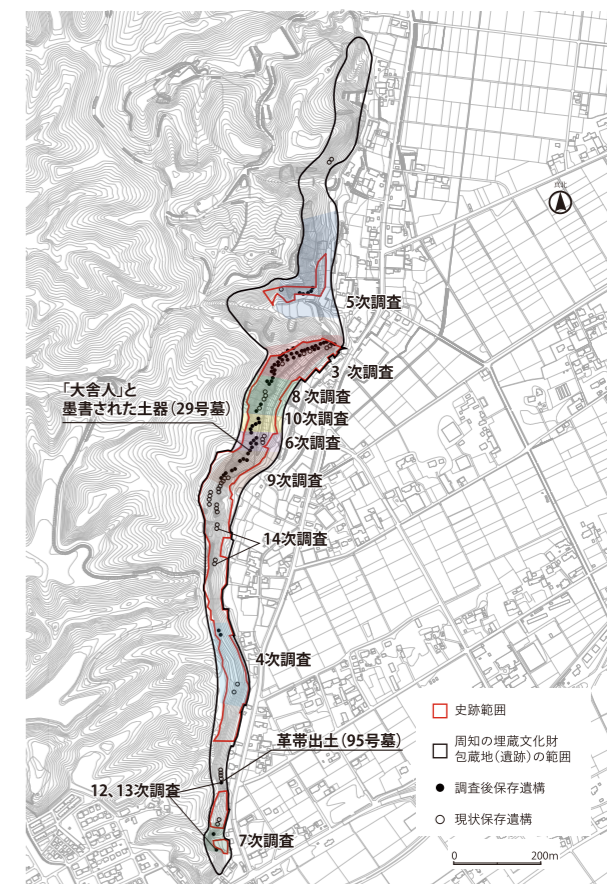 真北
5次調査
3 次調査
「大舎人」と
墨書された土器(29号墓)
8次調査
10次調査
6次調査
9次調査
14次調査
4次調査
革帯出土(95号墓)
12、13次調査
7次調査
史跡範囲
周知の埋蔵文化財
包蔵地(遺跡)の範囲
調査後保存遺構
現状保存遺構
0 200m